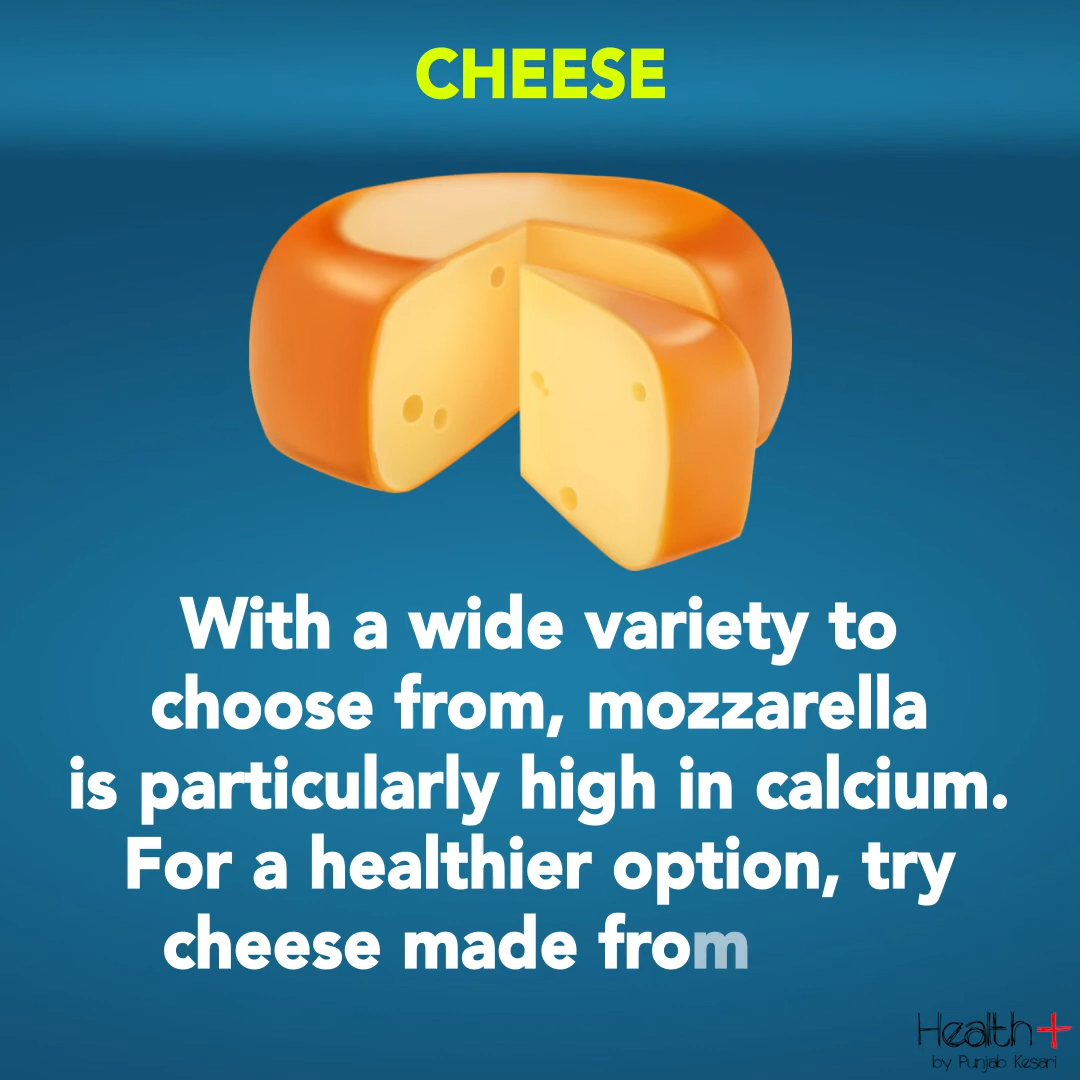 CHEESE
With a wide variety to
choose from, mozzarella
is particularly high in calcium.
For a healthier option, try
cheese made from
Health+
by Punjab Kesari